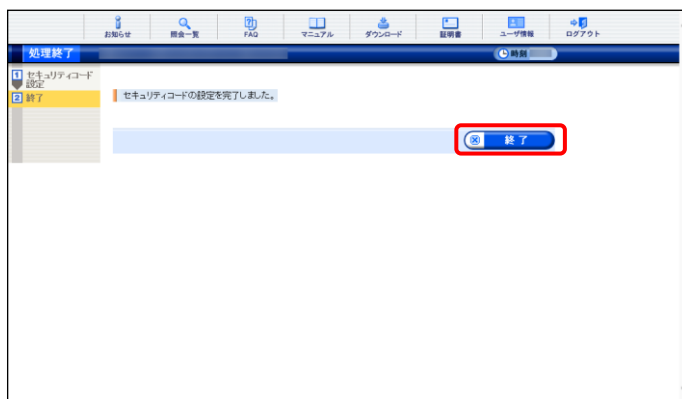 お知らせ 照会一覧 FAQ マニュアル ダウンロード 証明書 ユーザ情報 ログアウト
処理終了 時刻
1 セキュリティコード
設定
2 終了
セキュリティコードの設定を完了しました。
終了